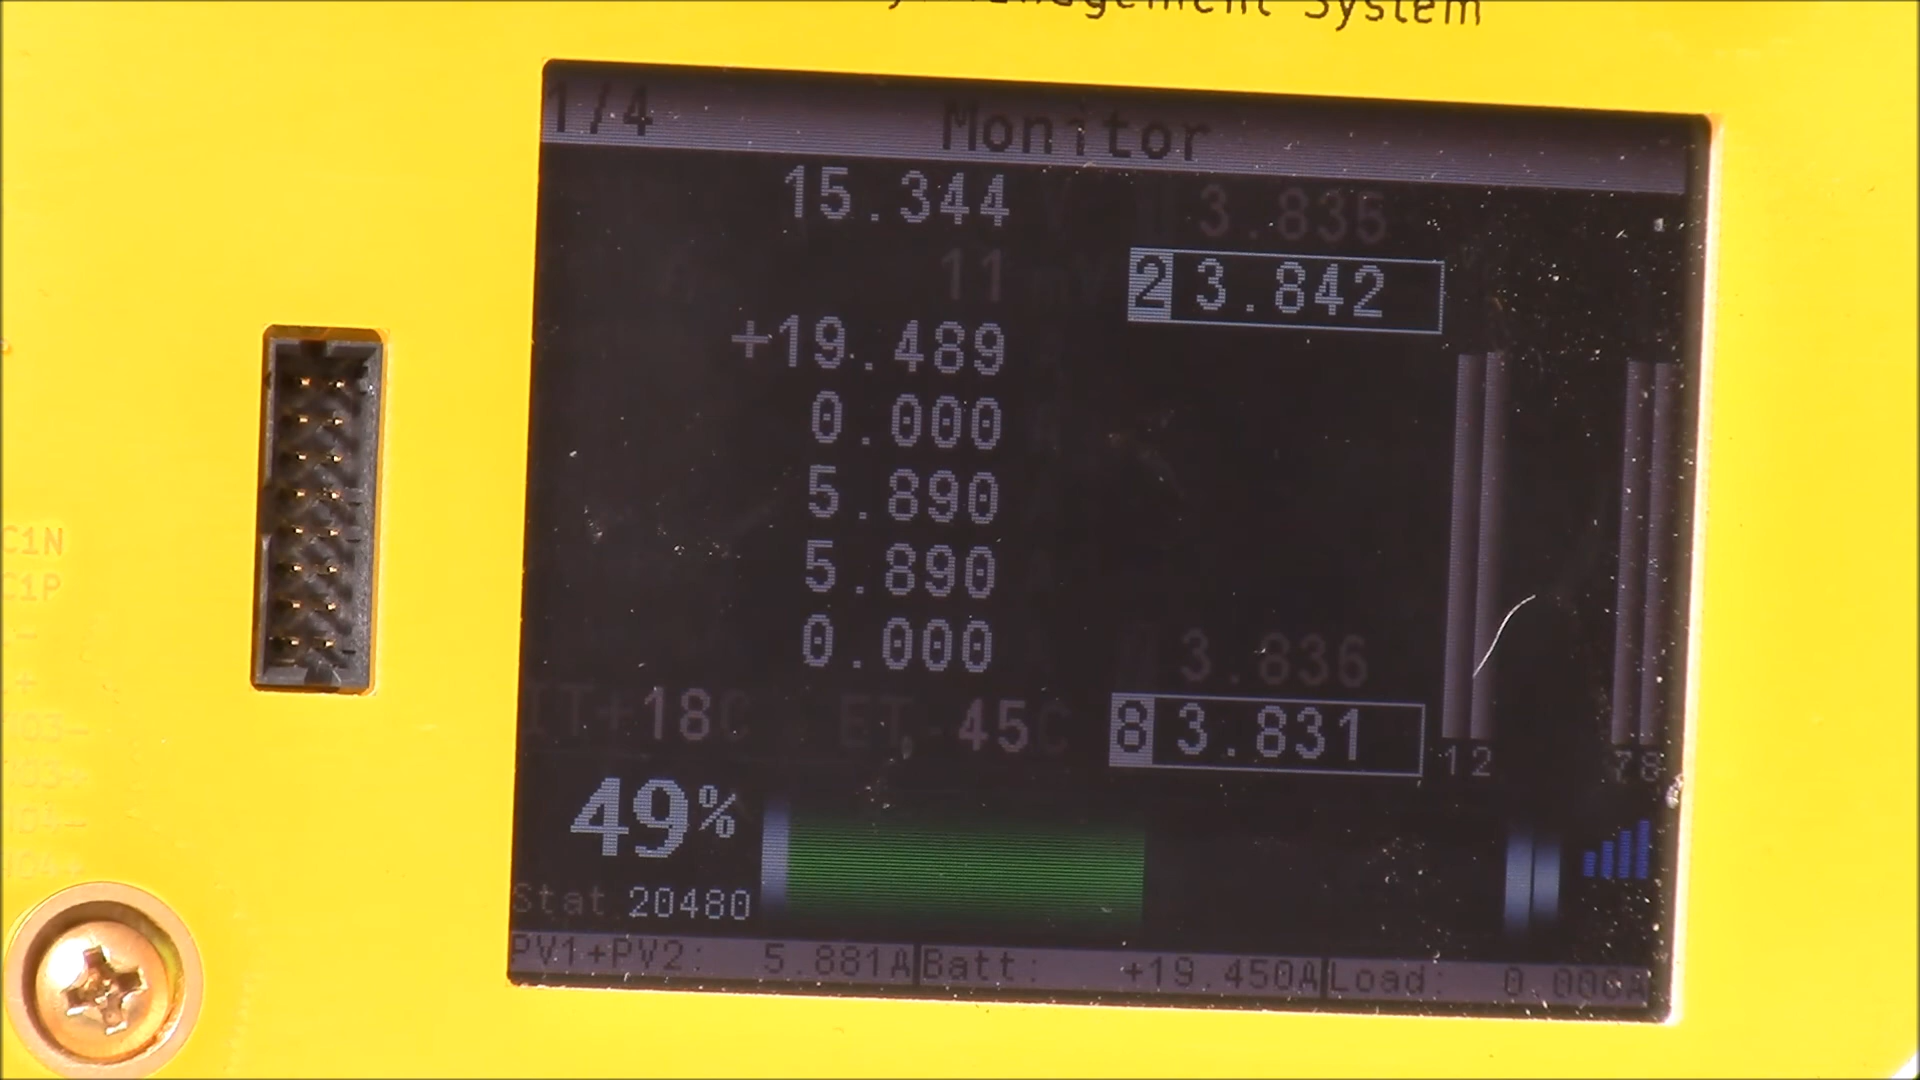 Management System
1/4 Monitor
15.344 V 3.835
11 mV 2 3.842
+19.489
0.000
5.890
5.890
0.000 3.836
IT+18C ET-45C 8 3.831
12 78
49%
Stat 20480
PV1+PV2: 5.881A Batt: +19.450A Load: 0.000A
C1N
C1P